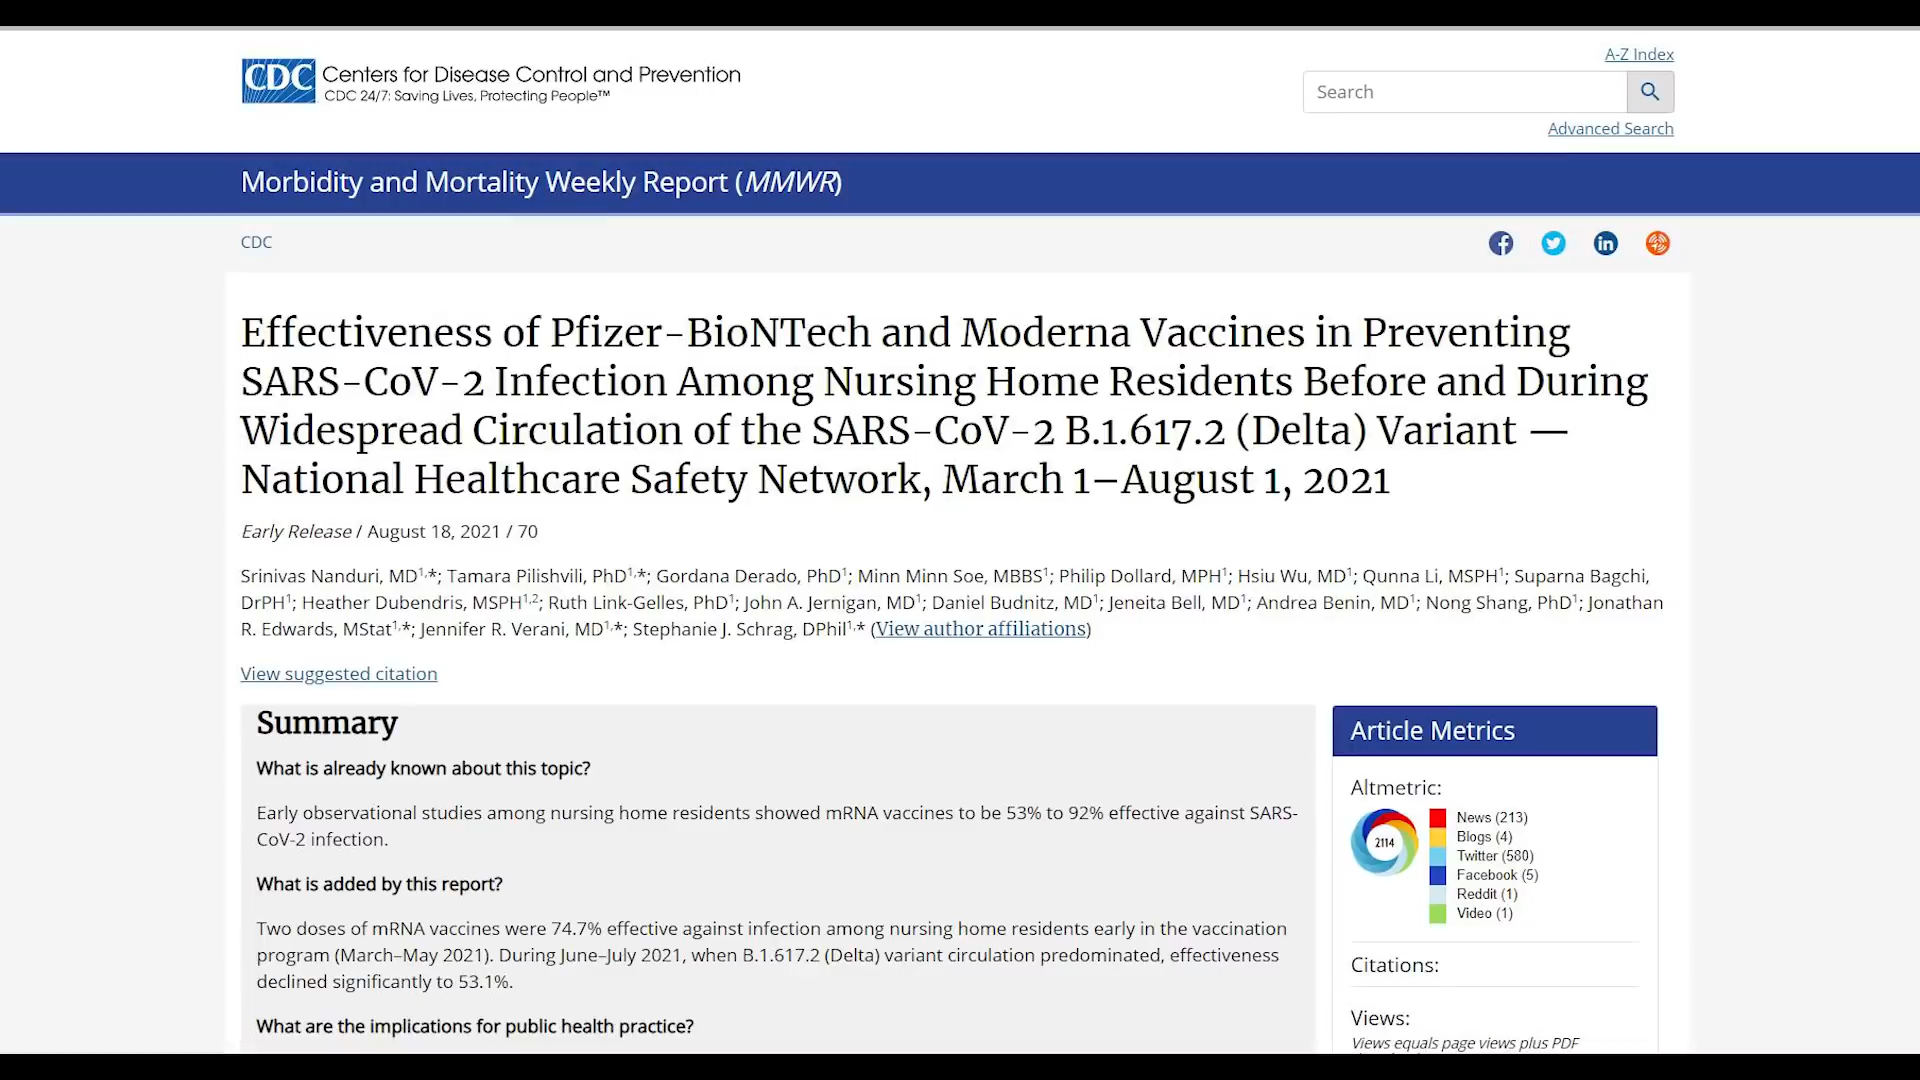 A-Z Index
CDC Centers for Disease Control and Prevention
CDC 24/7: Saving Lives, Protecting People™
Search
Advanced Search
Morbidity and Mortality Weekly Report (MMWR)
CDC
Effectiveness of Pfizer-BioNTech and Moderna Vaccines in Preventing
SARS-CoV-2 Infection Among Nursing Home Residents Before and During
Widespread Circulation of the SARS-CoV-2 B.1.617.2 (Delta) Variant —
National Healthcare Safety Network, March 1–August 1, 2021
Early Release / August 18, 2021 / 70
Srinivas Nanduri, MD1,*; Tamara Pilishvili, PhD1,*; Gordana Derado, PhD1; Minn Minn Soe, MBBS1; Philip Dollard, MPH1; Hsiu Wu, MD1; Qunna Li, MSPH1; Suparna Bagchi,
DrPH1; Heather Dubendris, MSPH1,2; Ruth Link-Gelles, PhD1; John A. Jernigan, MD1; Daniel Budnitz, MD1; Jeneita Bell, MD1; Andrea Benin, MD1; Nong Shang, PhD1; Jonathan
R. Edwards, MStat1,*; Jennifer R. Verani, MD1,*; Stephanie J. Schrag, DPhil1,* (View author affiliations)
View suggested citation
Summary
What is already known about this topic?
Early observational studies among nursing home residents showed mRNA vaccines to be 53% to 92% effective against SARS-
CoV-2 infection.
What is added by this report?
Two doses of mRNA vaccines were 74.7% effective against infection among nursing home residents early in the vaccination
program (March–May 2021). During June–July 2021, when B.1.617.2 (Delta) variant circulation predominated, effectiveness
declined significantly to 53.1%.
What are the implications for public health practice?
Article Metrics
Altmetric:
2114
News (213)
Blogs (4)
Twitter (580)
Facebook (5)
Reddit (1)
Video (1)
Citations:
Views:
Views equals page views plus PDF